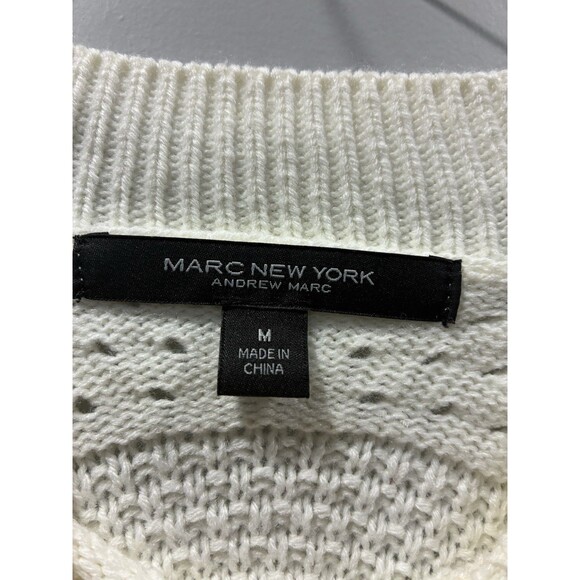 MARC NEW YORK
ANDREW MARC
M
MADE IN
CHINA